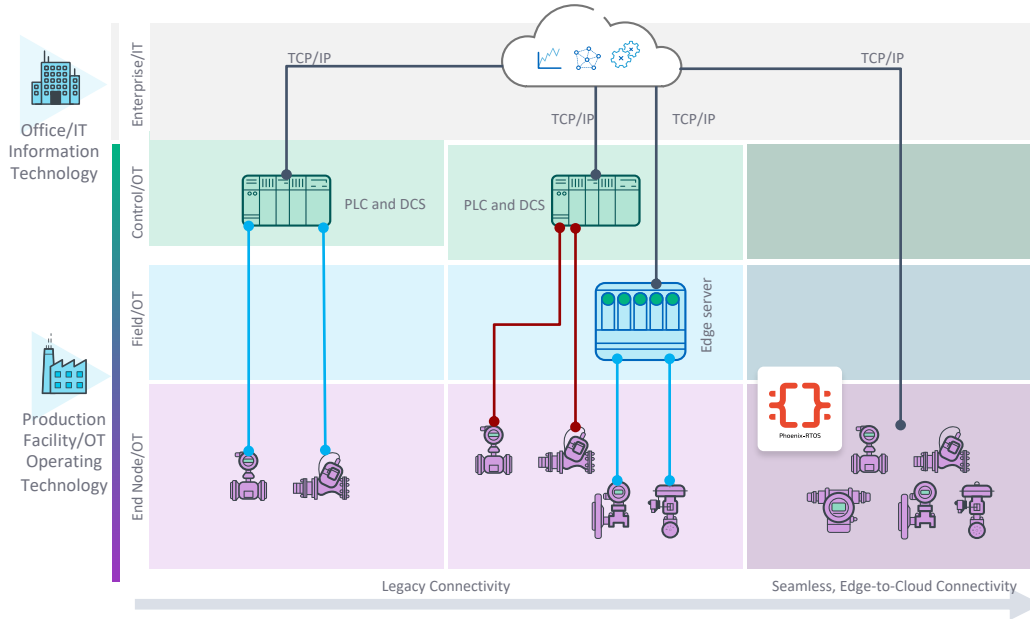 TCP/IP
TCP/IP
TCP/IP
TCP/IP
Enterprise/IT
Office/IT
Information
Technology
Control/OT
PLC and DCS
PLC and DCS
Field/OT
Edge server
Production
Facility/OT
Operating
Technology
End Node/OT
Phoenix-RTOS
Legacy Connectivity
Seamless, Edge-to-Cloud Connectivity